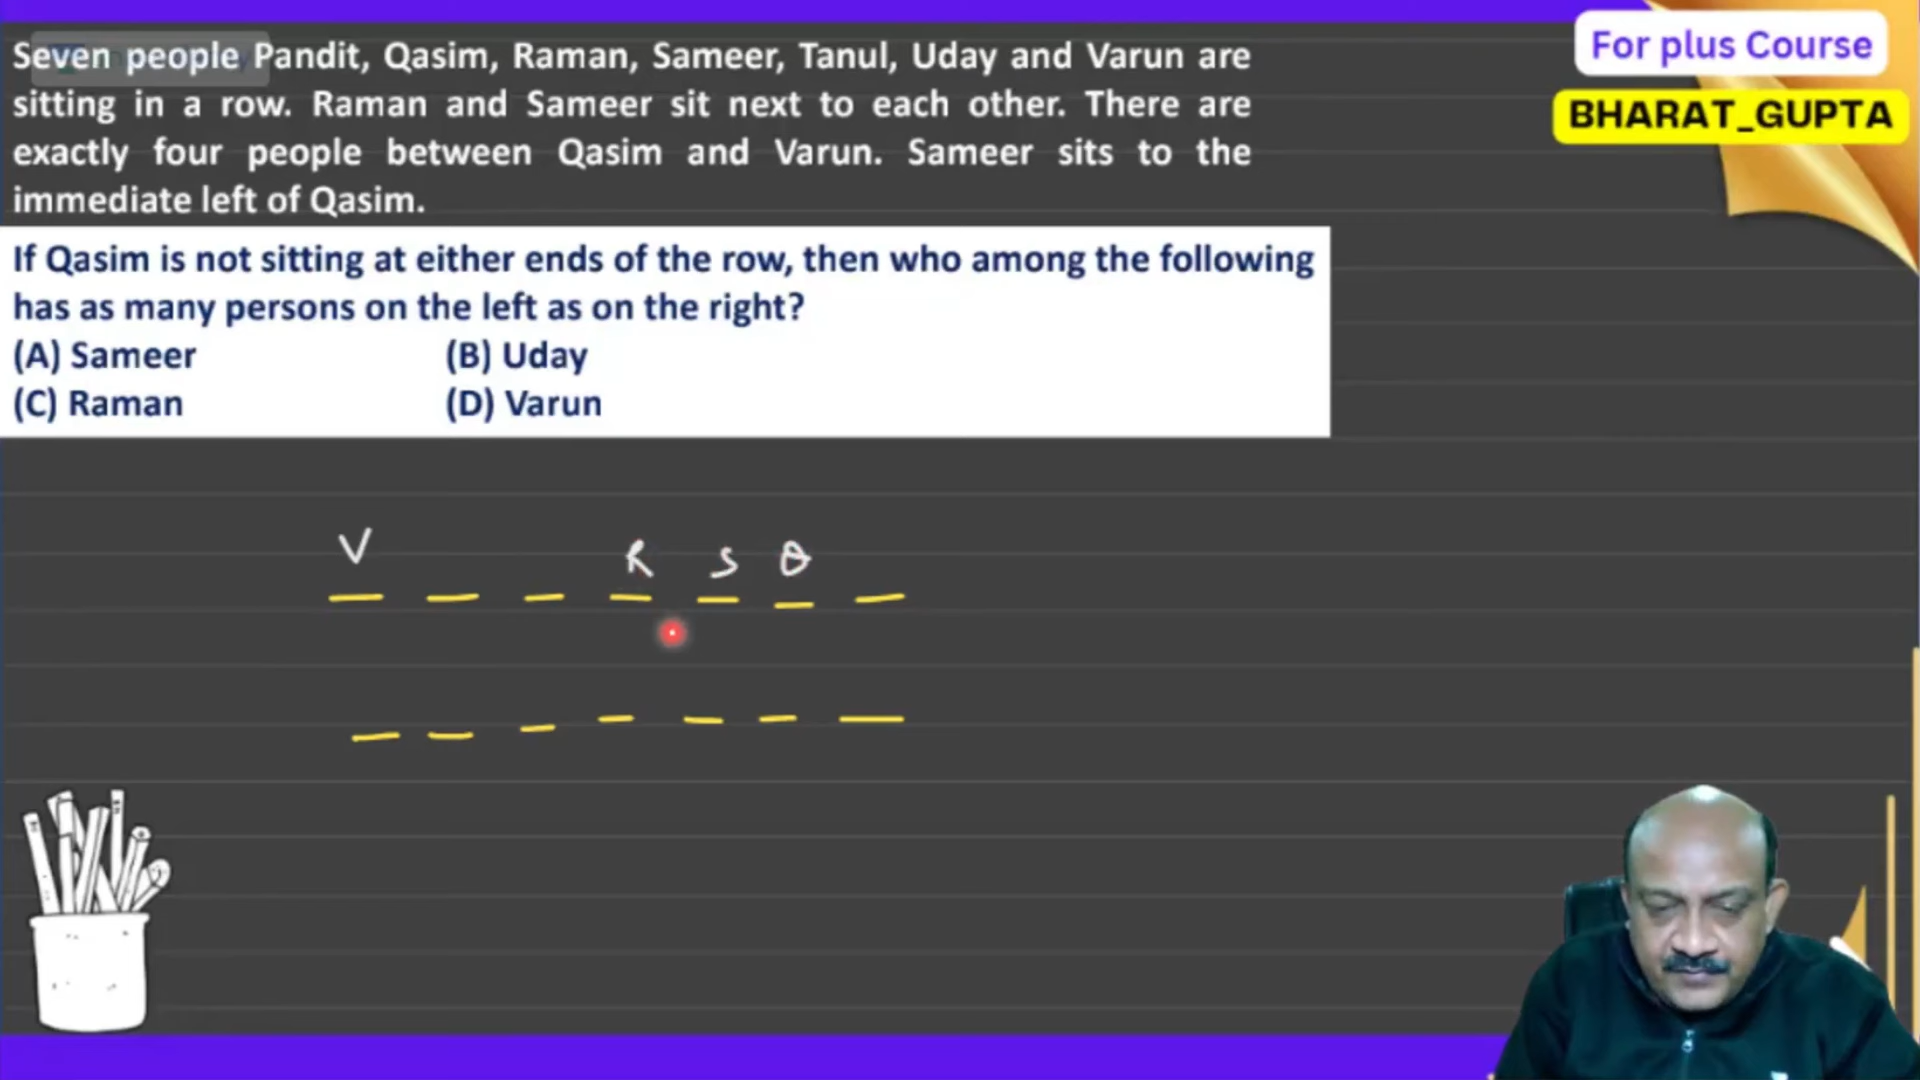 Seven people Pandit, Qasim, Raman, Sameer, Tanul, Uday and Varun are
sitting in a row. Raman and Sameer sit next to each other. There are
exactly four people between Qasim and Varun. Sameer sits to the
immediate left of Qasim.
For plus Course
BHARAT_GUPTA
If Qasim is not sitting at either ends of the row, then who among the following
has as many persons on the left as on the right?
(A) Sameer (B) Uday
(C) Raman (D) Varun
V R S Q